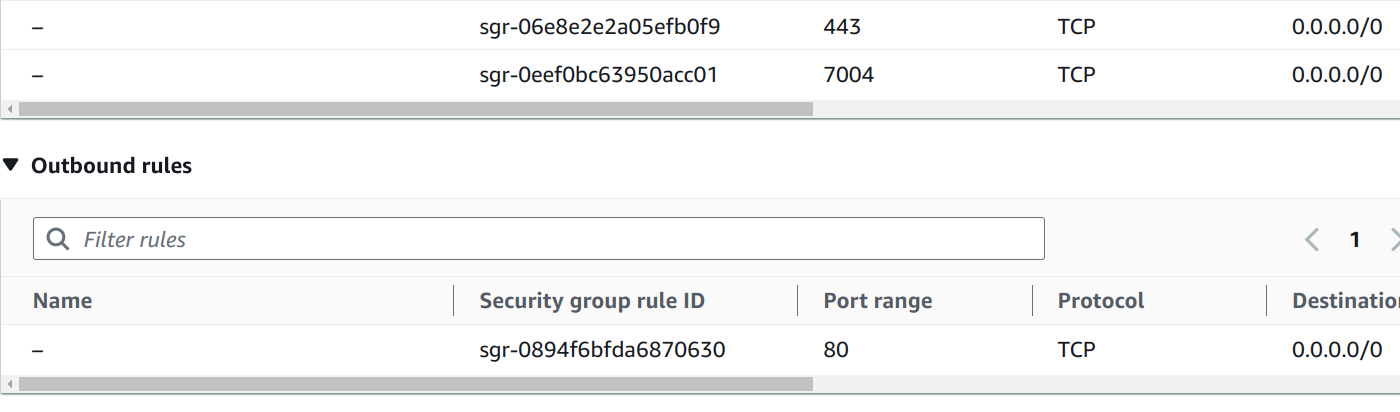 – sgr-06e8e2e2a05efb0f9 443 TCP 0.0.0.0/0
– sgr-0eef0bc63950acc01 7004 TCP 0.0.0.0/0
Outbound rules
Filter rules 1
Name Security group rule ID Port range Protocol Destinatio
– sgr-0894f6bfda6870630 80 TCP 0.0.0.0/0